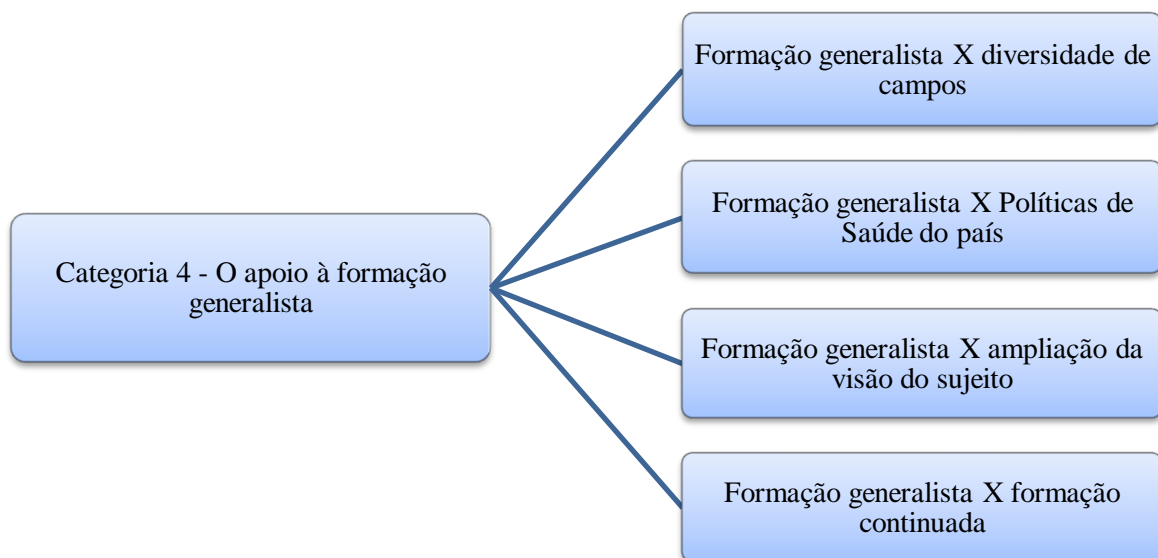 Categoria 4 - O apoio à formação
generalista
Formação generalista X diversidade de
campos
Formação generalista X Políticas de
Saúde do país
Formação generalista X ampliação da
visão do sujeito
Formação generalista X formação
continuada